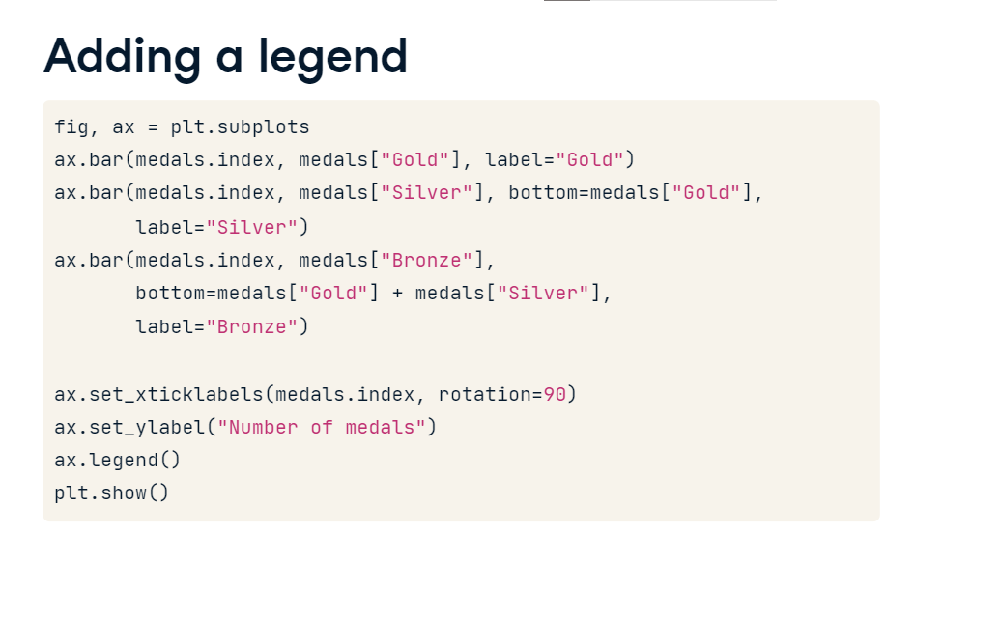 Adding a legend
fig, ax = plt.subplots
ax.bar(medals.index, medals["Gold"], label="Gold")
ax.bar(medals.index, medals["Silver"], bottom=medals["Gold"],
       label="Silver")
ax.bar(medals.index, medals["Bronze"],
       bottom=medals["Gold"] + medals["Silver"],
       label="Bronze")
ax.set_xticklabels(medals.index, rotation=90)
ax.set_ylabel("Number of medals")
ax.legend()
plt.show()